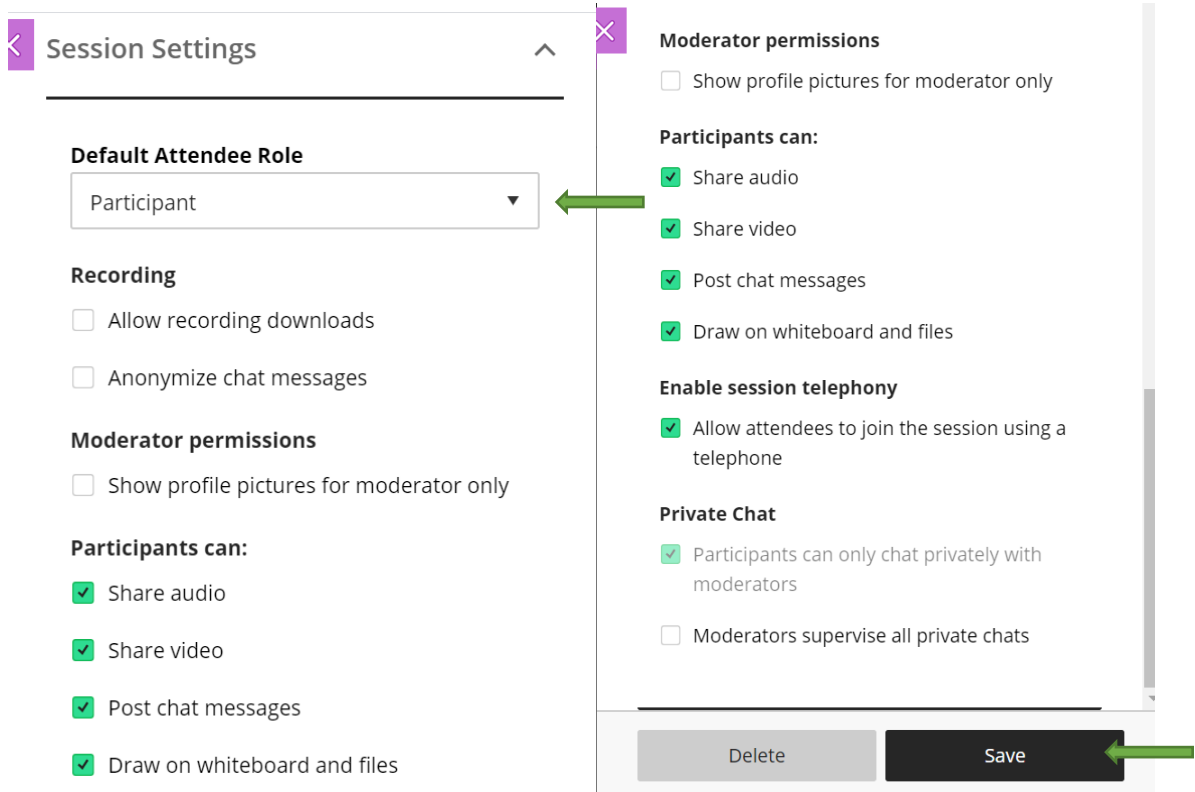 Session Settings
Default Attendee Role
Participant
Recording
Allow recording downloads
Anonymize chat messages
Moderator permissions
Show profile pictures for moderator only
Participants can:
Share audio
Share video
Post chat messages
Draw on whiteboard and files
Moderator permissions
Show profile pictures for moderator only
Participants can:
Share audio
Share video
Post chat messages
Draw on whiteboard and files
Enable session telephony
Allow attendees to join the session using a
telephone
Private Chat
Participants can only chat privately with
moderators
Moderators supervise all private chats
Delete
Save